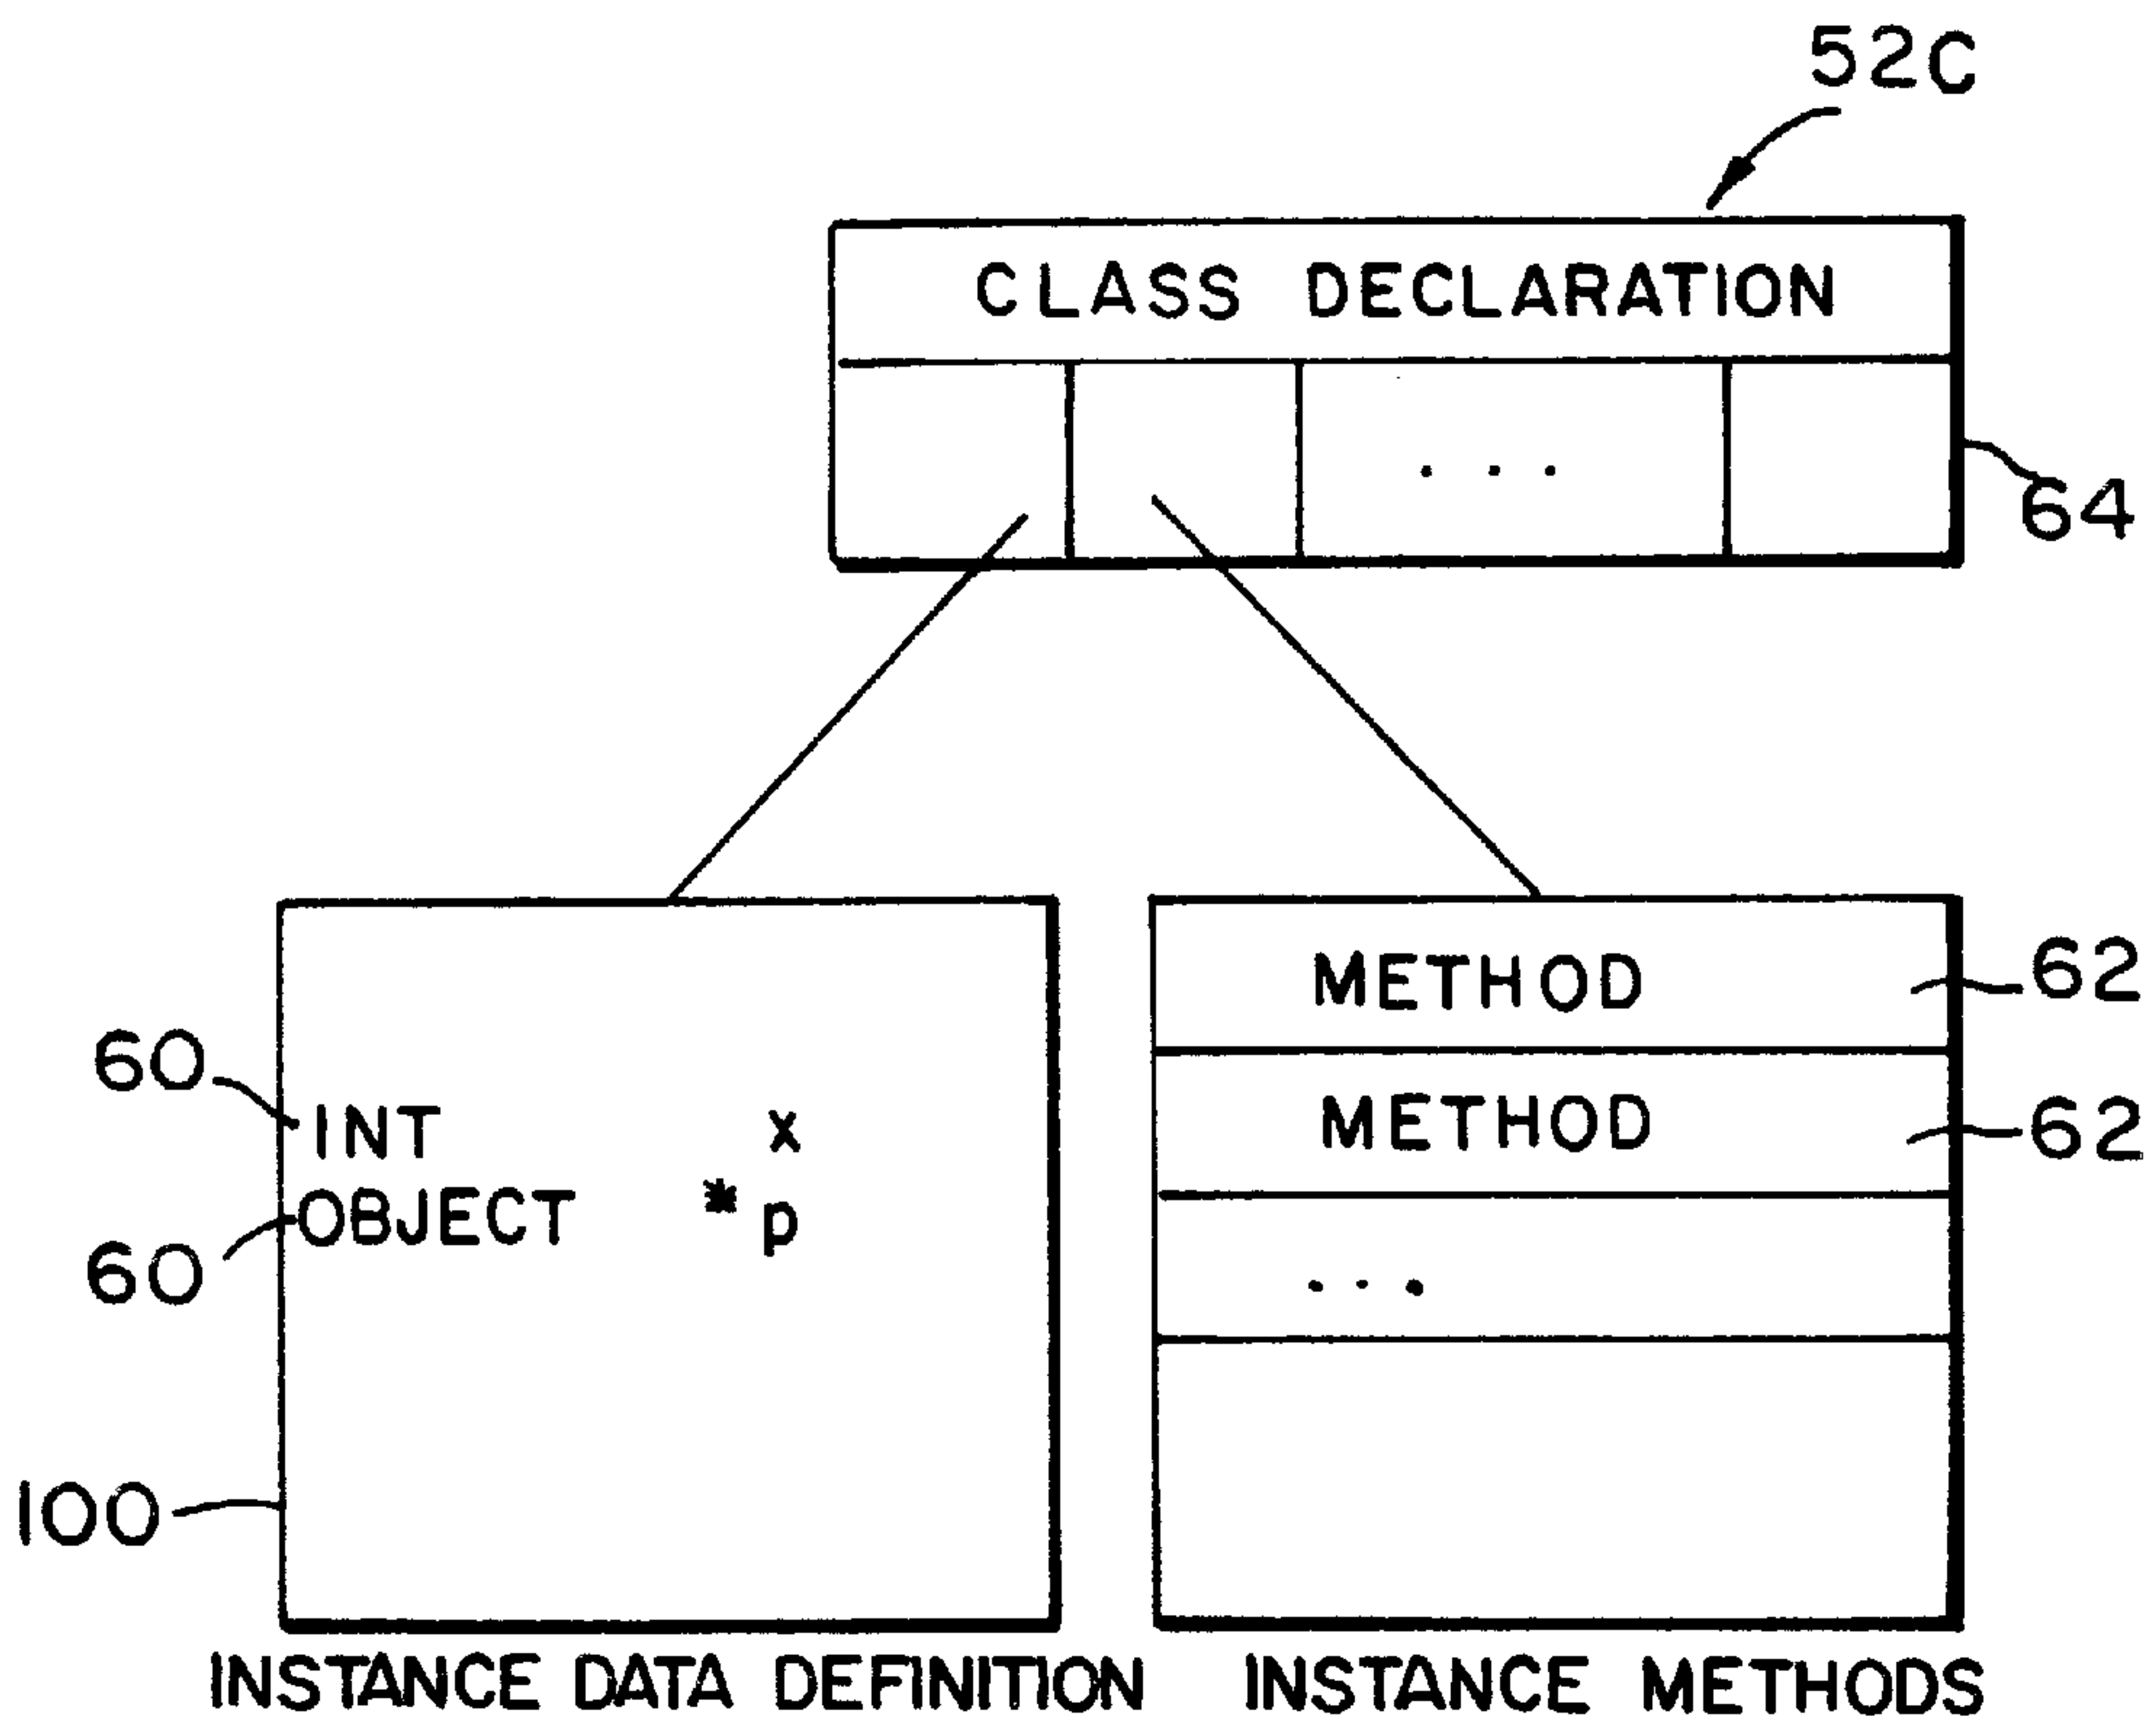 52C
CLASS DECLARATION
. . .
64
METHOD 62
60
INT x
METHOD 62
OBJECT * p
60
. . .
100
INSTANCE DATA DEFINITION
INSTANCE METHODS